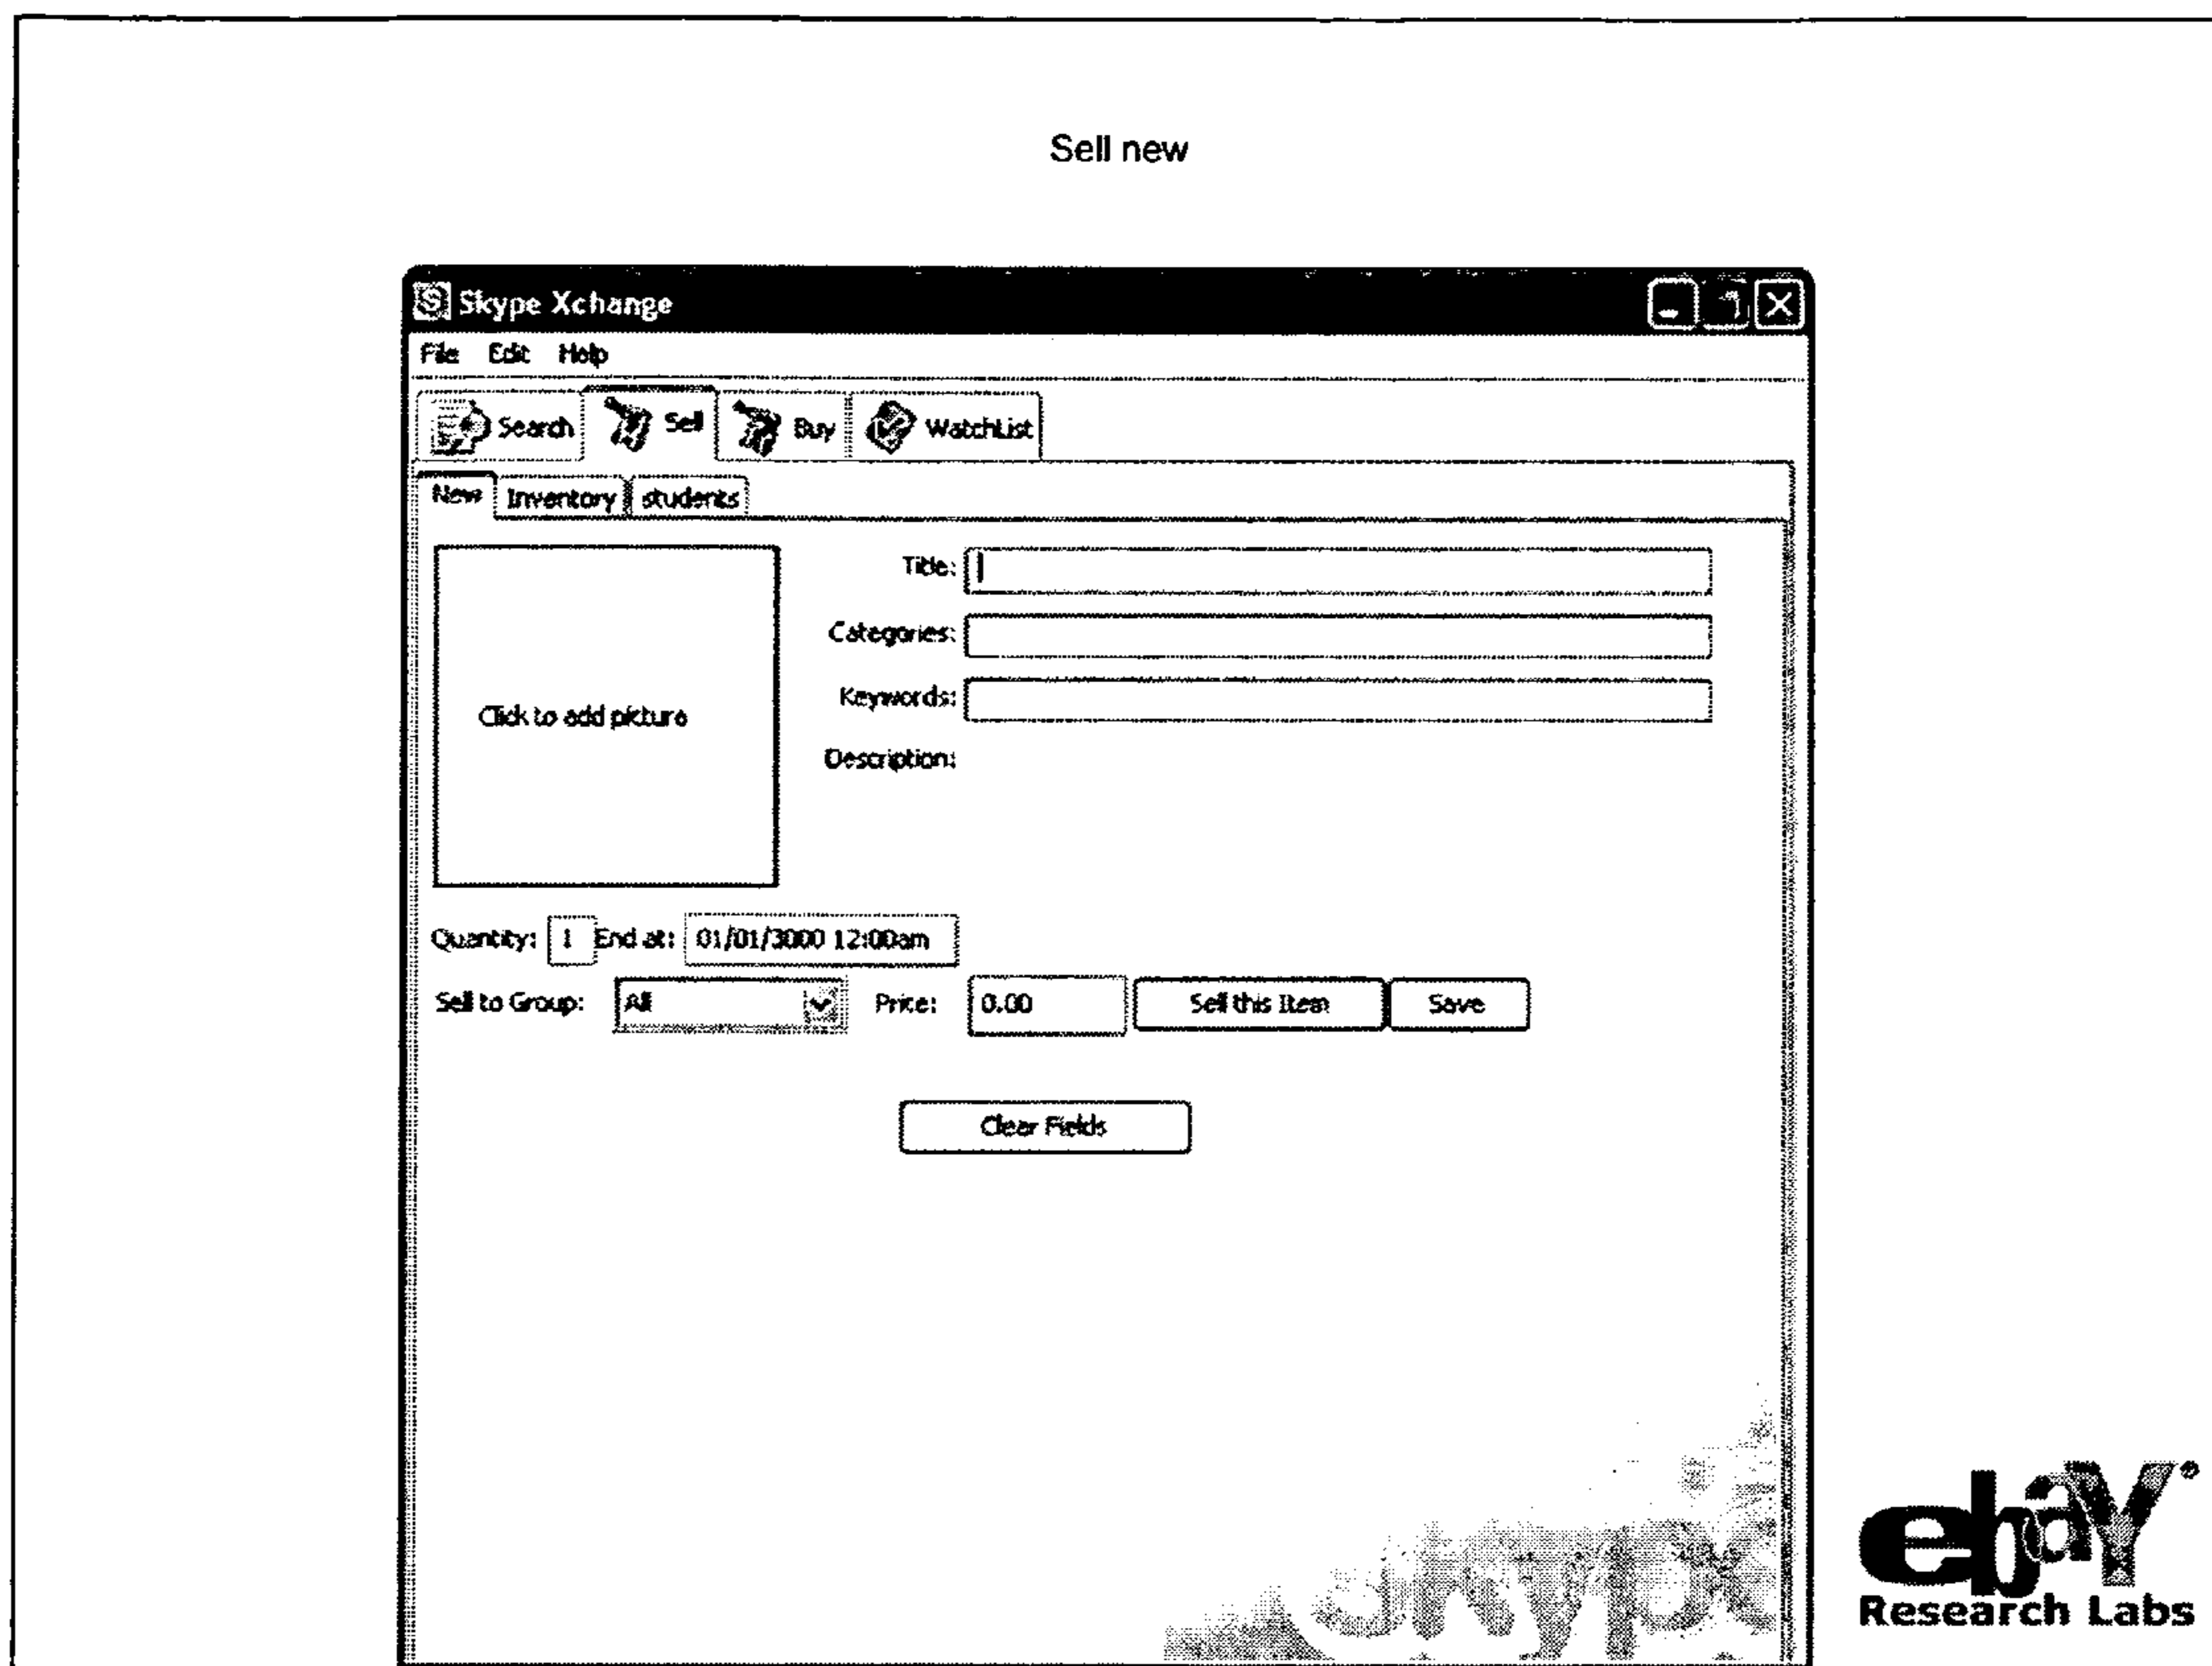 Sell new
Skype Xchange
File Edit Help
Search Sell Buy WatchList
New Inventory students
Title:
Categories:
Keywords:
Click to add picture
Description:
Quantity: 1 End at: 01/01/3000 12:00am
Sell to Group: All Price: 0.00 Sell this Item Save
Clear Fields
skype
ebaY®
Research Labs